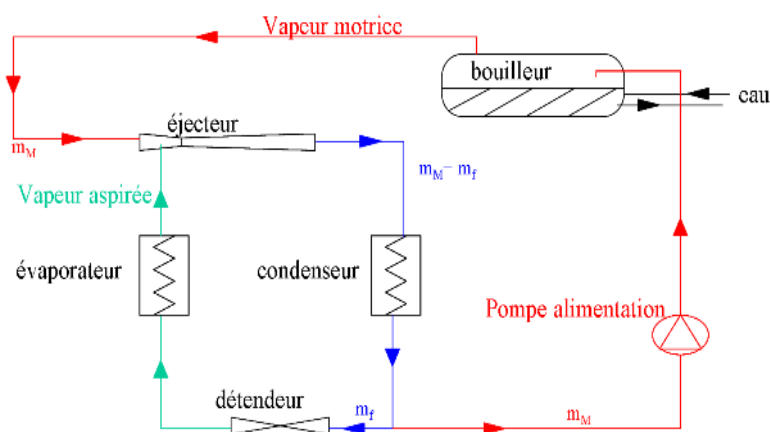 Vapeur motrice
bouilleur
eau
éjecteur
m_M
m_M- m_f
Vapeur aspirée
évaporateur
condenseur
Pompe alimentation
détendeur
m_f
m_M